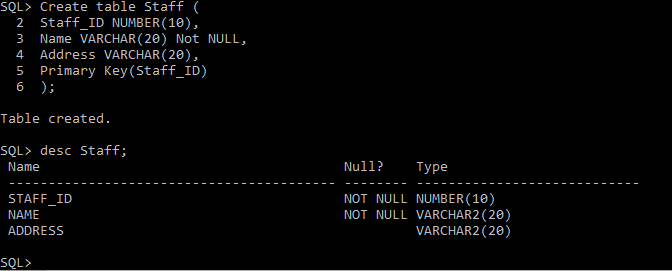 SQL> Create table Staff (
  2  Staff_ID NUMBER(10),
  3  Name VARCHAR(20) Not NULL,
  4  Address VARCHAR(20),
  5  Primary Key(Staff_ID)
  6  );
Table created.
SQL> desc Staff;
 Name                                      Null?    Type
 ----------------------------------------- -------- ----------------------------
 STAFF_ID                                  NOT NULL NUMBER(10)
 NAME                                      NOT NULL VARCHAR2(20)
 ADDRESS                                            VARCHAR2(20)
SQL>